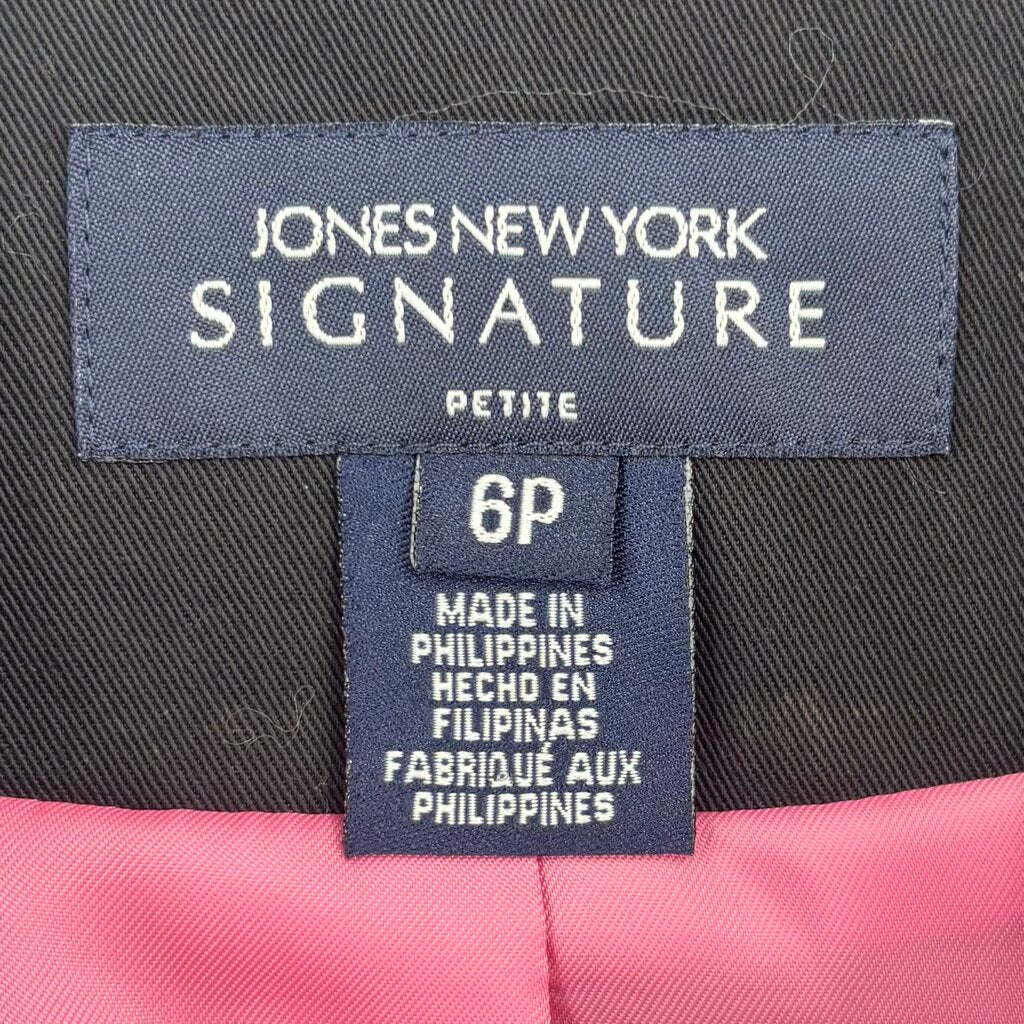 JONES NEW YORK
SIGNATURE
PETITE
6P
MADE IN
PHILIPPINES
HECHO EN
FILIPINAS
FABRIQUÉ AUX
PHILIPPINES